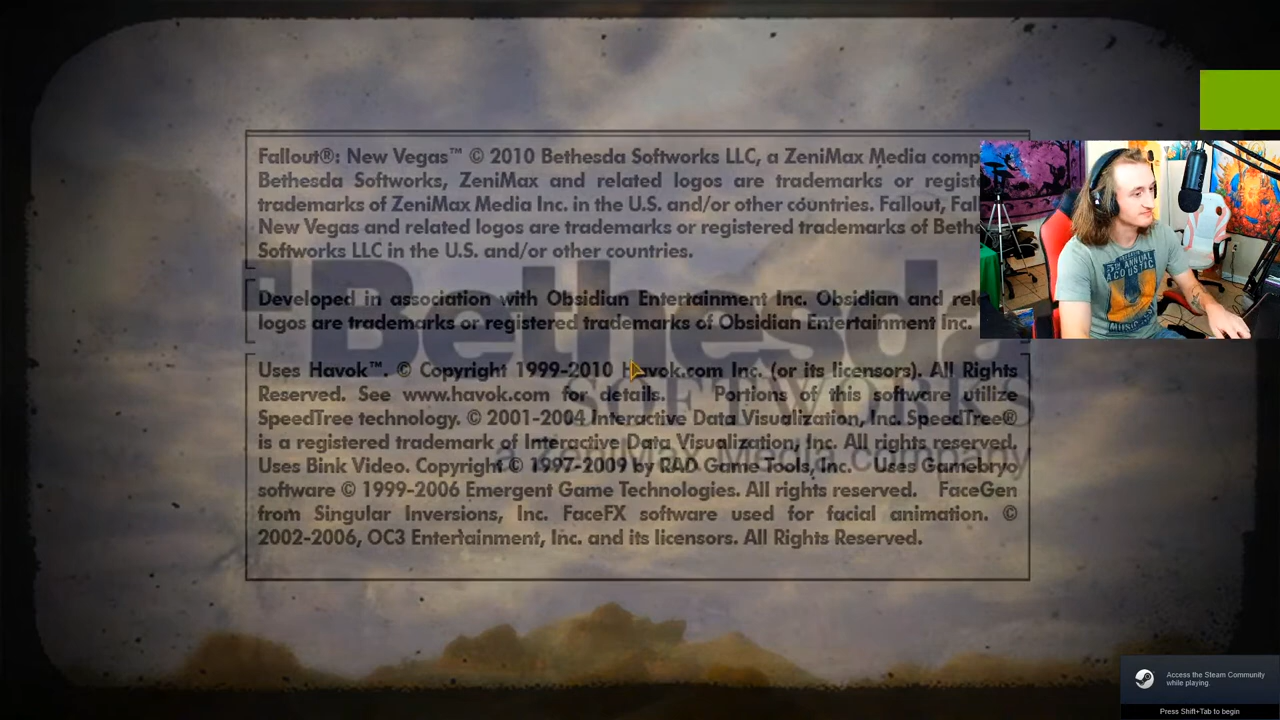 Fallout®: New Vegas™ © 2010 Bethesda Softworks LLC, a ZeniMax Media comp
Bethesda Softworks, ZeniMax and related logos are trademarks or registe
trademarks of ZeniMax Media Inc. in the U.S. and/or other countries. Fallout, Fal
New Vegas and related logos are trademarks or registered trademarks of Bethe
Softworks LLC in the U.S. and/or other countries.
Bethesda
Developed in association with Obsidian Entertainment Inc. Obsidian and rela
logos are trademarks or registered trademarks of Obsidian Entertainment Inc.
Uses Havok™. © Copyright 1999-2010 Havok.com Inc. (or its licensors). All Rights
Reserved. See www.havok.com for details. Portions of this software utilize
SOFTWORKS
SpeedTree technology. © 2001-2004 Interactive Data Visualization, Inc. SpeedTree®
is a registered trademark of Interactive Data Visualization, Inc. All rights reserved.
a ZeniMax Media company
Uses Bink Video. Copyright © 1997-2009 by RAD Game Tools, Inc. Uses Gamebryo
software © 1999-2006 Emergent Game Technologies. All rights reserved. FaceGen
from Singular Inversions, Inc. FaceFX software used for facial animation. ©
2002-2006, OC3 Entertainment, Inc. and its licensors. All Rights Reserved.
5TH ANNUAL
ACOUSTIC
Access the Steam Community
while playing.
Press Shift+Tab to begin